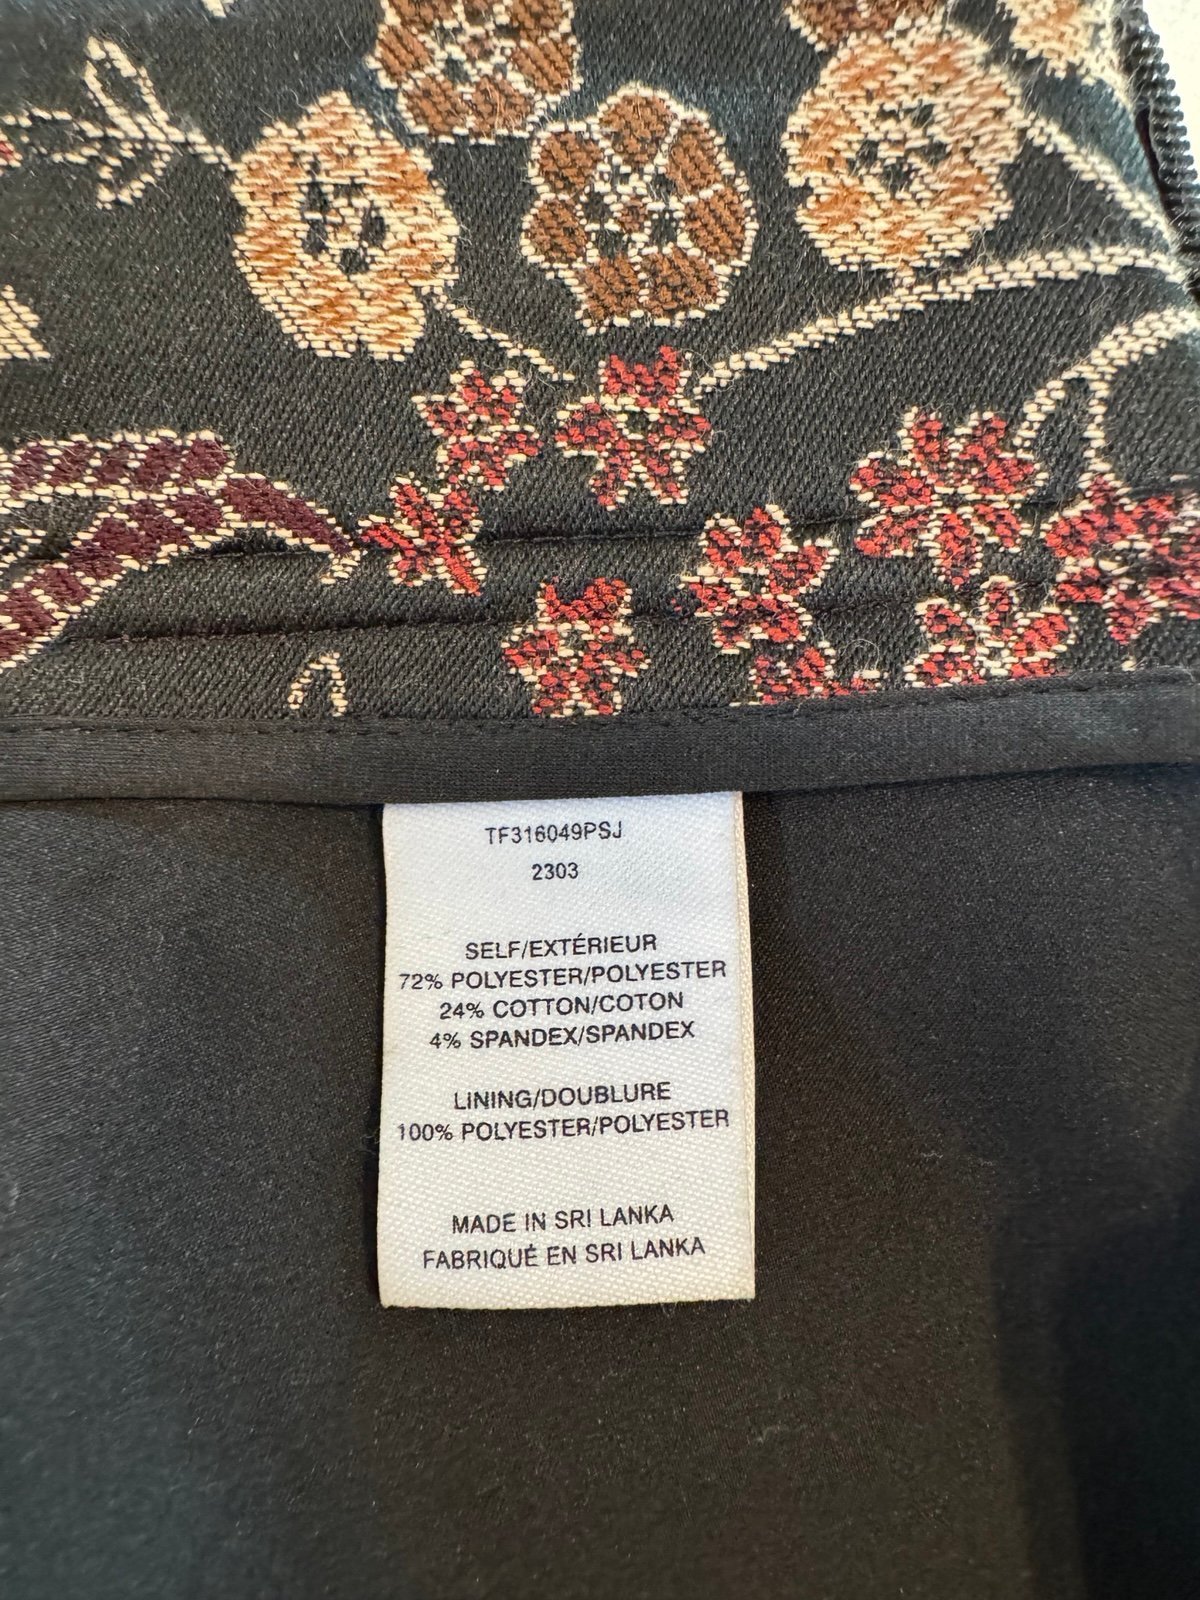 TF316049PSJ
2303
SELF/EXTÉRIEUR
72% POLYESTER/POLYESTER
24% COTTON/COTON
4% SPANDEX/SPANDEX
LINING/DOUBLURE
100% POLYESTER/POLYESTER
MADE IN SRI LANKA
FABRIQUÉ EN SRI LANKA